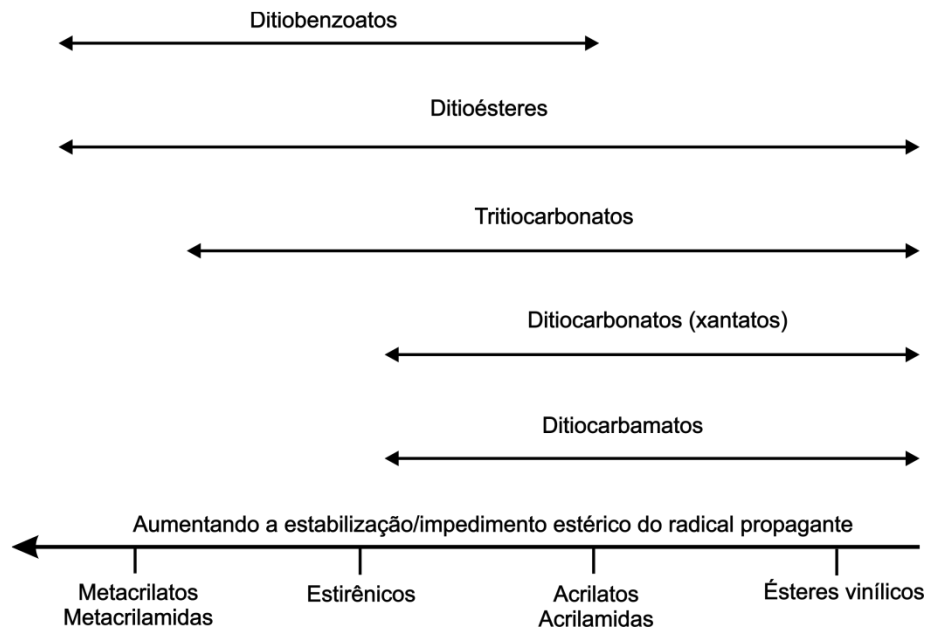 Ditiobenzoatos
Ditioésteres
Tritiocarbonatos
Ditiocarbonatos (xantatos)
Ditiocarbamatos
Aumentando a estabilização/impedimento estérico do radical propagante
Metacrilatos
Metacrilamidas
Estirênicos
Acrilatos
Acrilamidas
Ésteres vinílicos